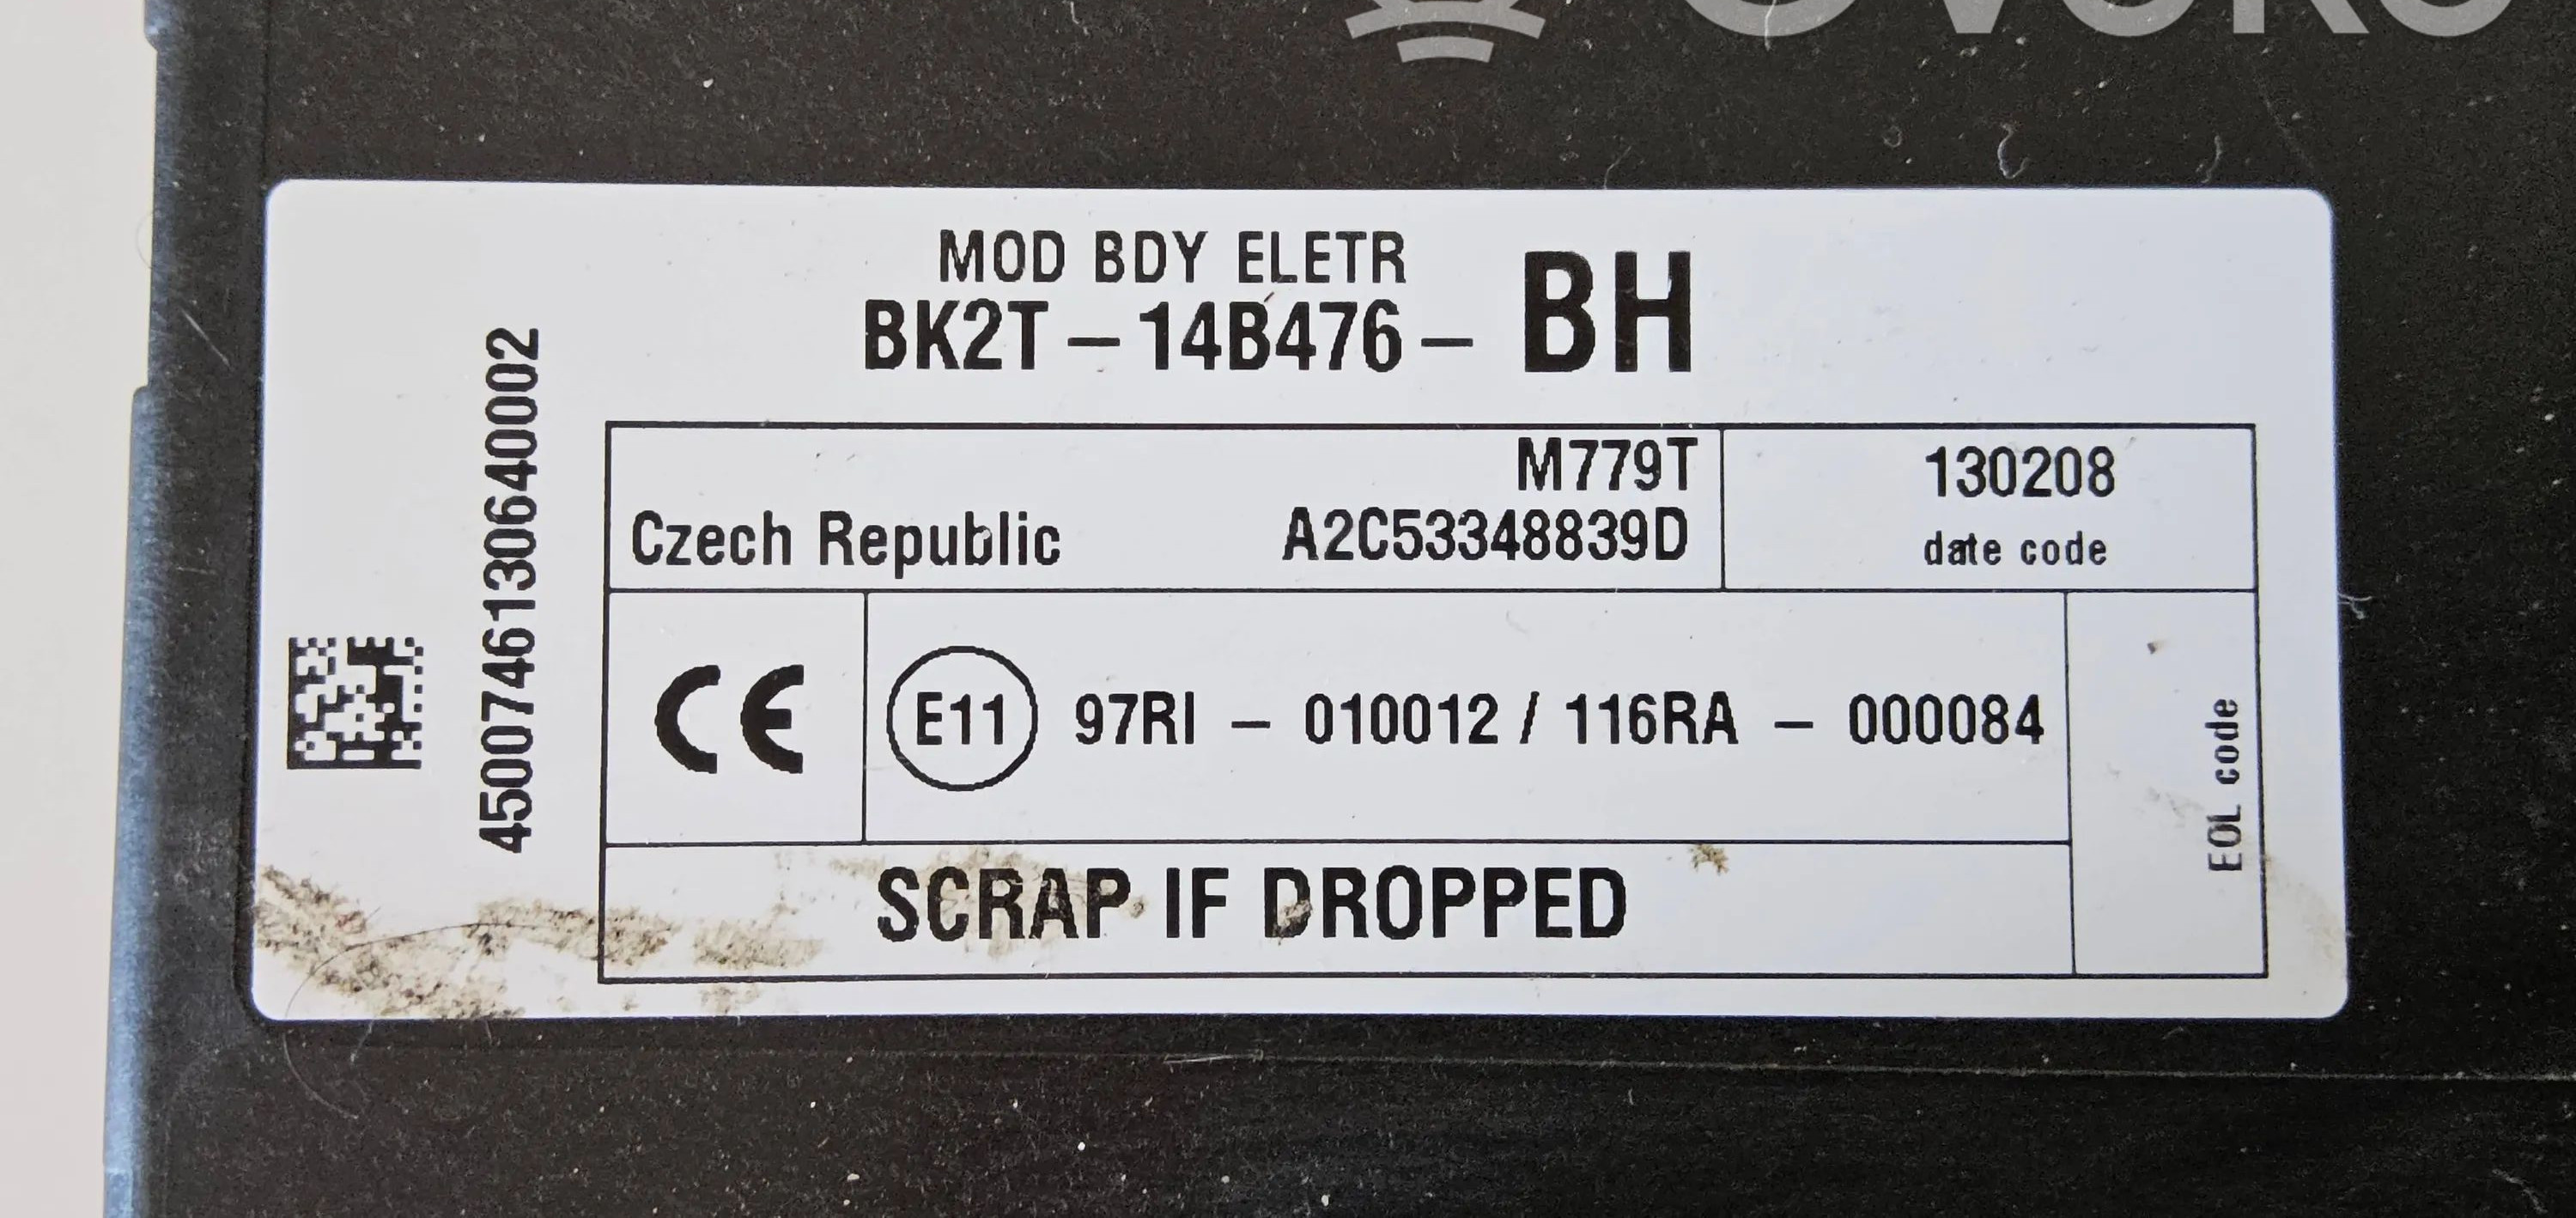 MOD BDY ELETR
BK2T – 14B476 – BH
4500746130640002
M779T
Czech Republic A2C53348839D
130208
date code
CE
E11 97RI – 010012 / 116RA – 000084
EOL code
SCRAP IF DROPPED